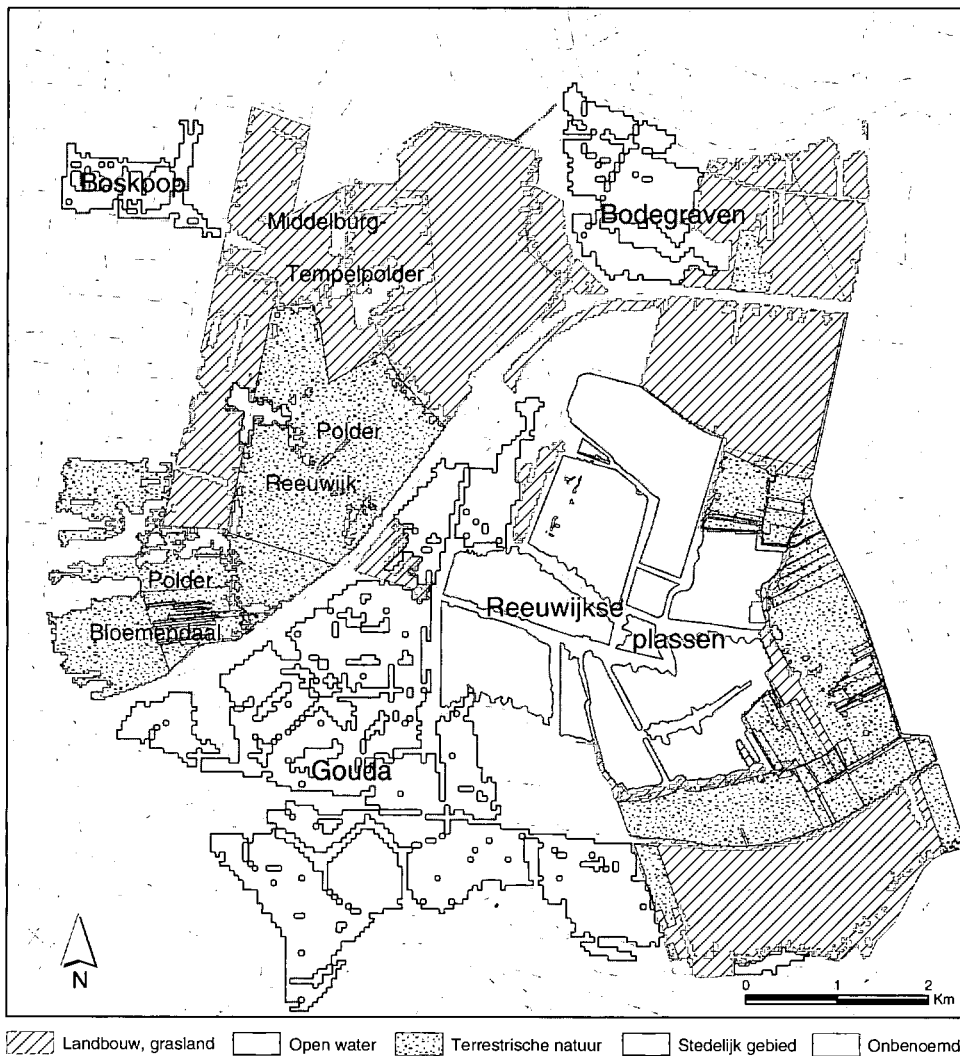 Boskpop
Bodegraven
Middelburg-
Tempelpolder
Polder
Reeuwijk
Polder
Bloemendaal
Reeuwijkse
plassen
Gouda
N
0 1 2
Km
Landbouw, grasland Open water Terrestrische natuur Stedelijk gebied Onbenoemd